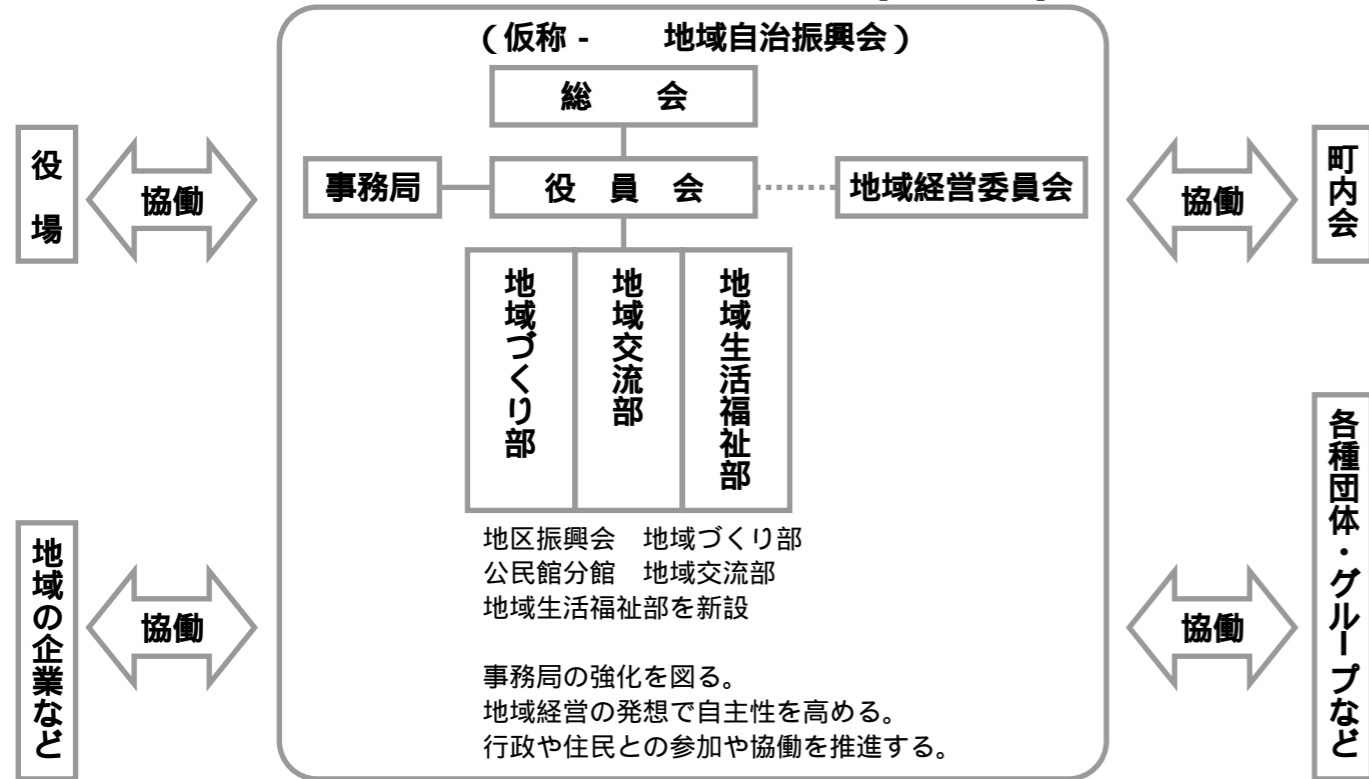 (仮称 -　　地域自治振興会)
総　会
役場
協働
事務局
役員会
地域経営委員会
協働
町内会
地域づくり部
地域交流部
地域生活福祉部
地域の企業など
協働
地区振興会　地域づくり部
公民館分館　地域交流部
地域生活福祉部を新設
事務局の強化を図る。
地域経営の発想で自主性を高める。
行政や住民との参加や協働を推進する。
協働
各種団体・グループなど